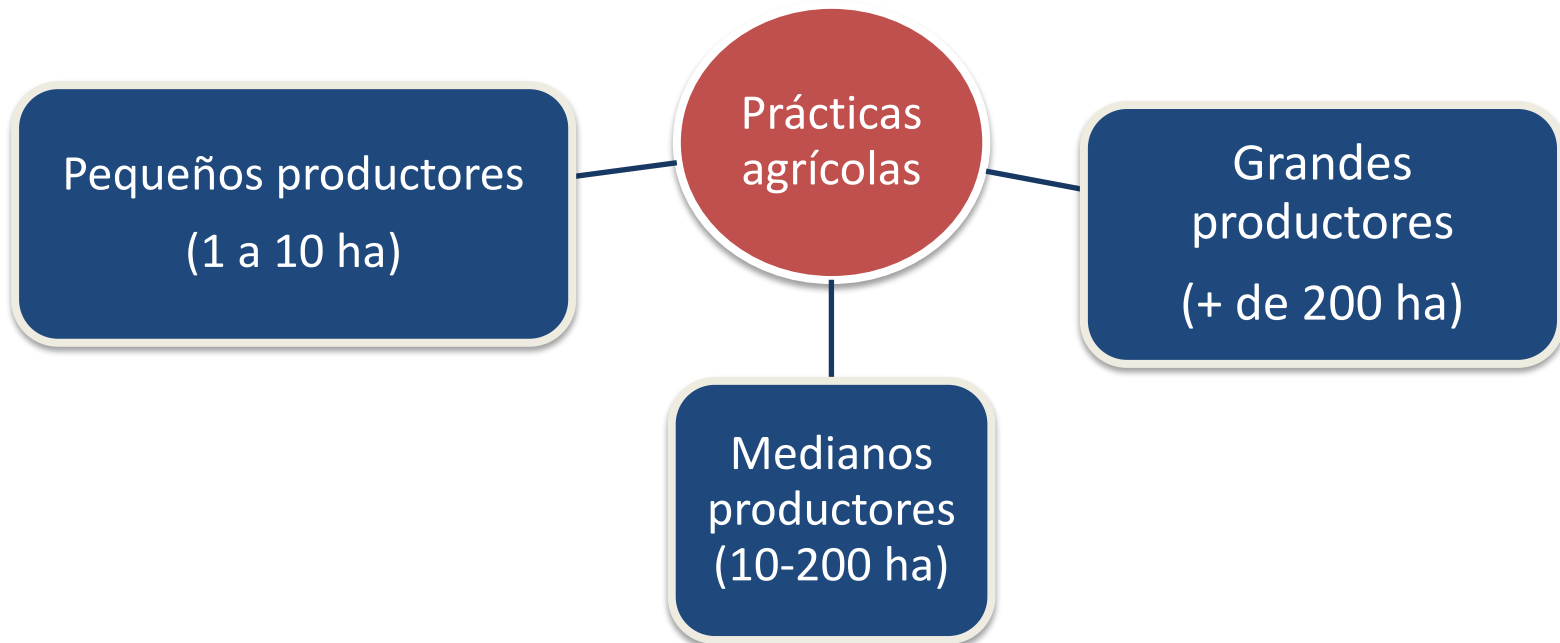 Prácticas
agrícolas
Pequeños productores
(1 a 10 ha)
Grandes
productores
(+ de 200 ha)
Medianos
productores
(10-200 ha)